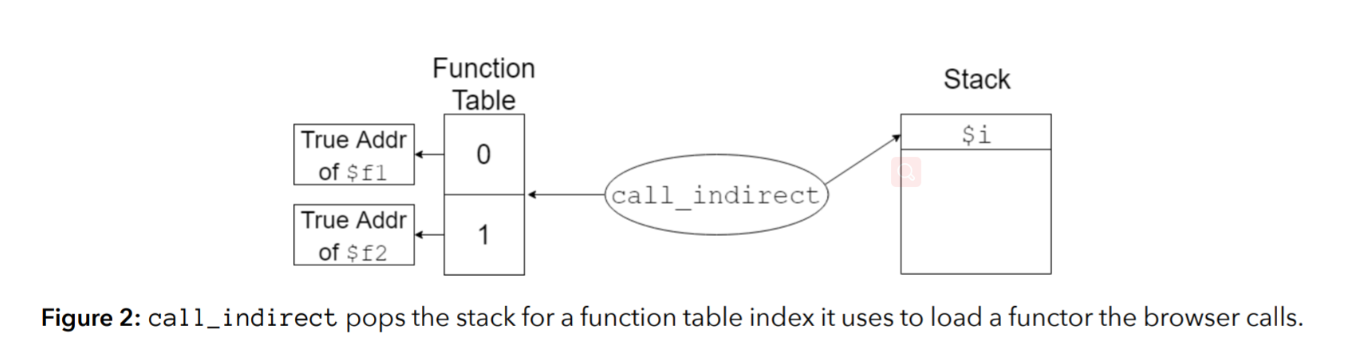 Function
Table
Stack
True Addr
of $f1
0
$i
call_indirect
True Addr
of $f2
1
Figure 2: call_indirect pops the stack for a function table index it uses to load a functor the browser calls.